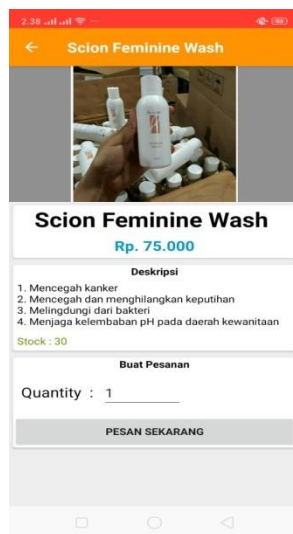 2.38
Scion Feminine Wash
Scion Feminine Wash
Rp. 75.000
Deskripsi
1. Mencegah kanker
2. Mencegah dan menghilangkan keputihan
3. Melingdungi dari bakteri
4. Menjaga kelembaban pH pada daerah kewanitaan
Stock : 30
Buat Pesanan
Quantity : 1
PESAN SEKARANG